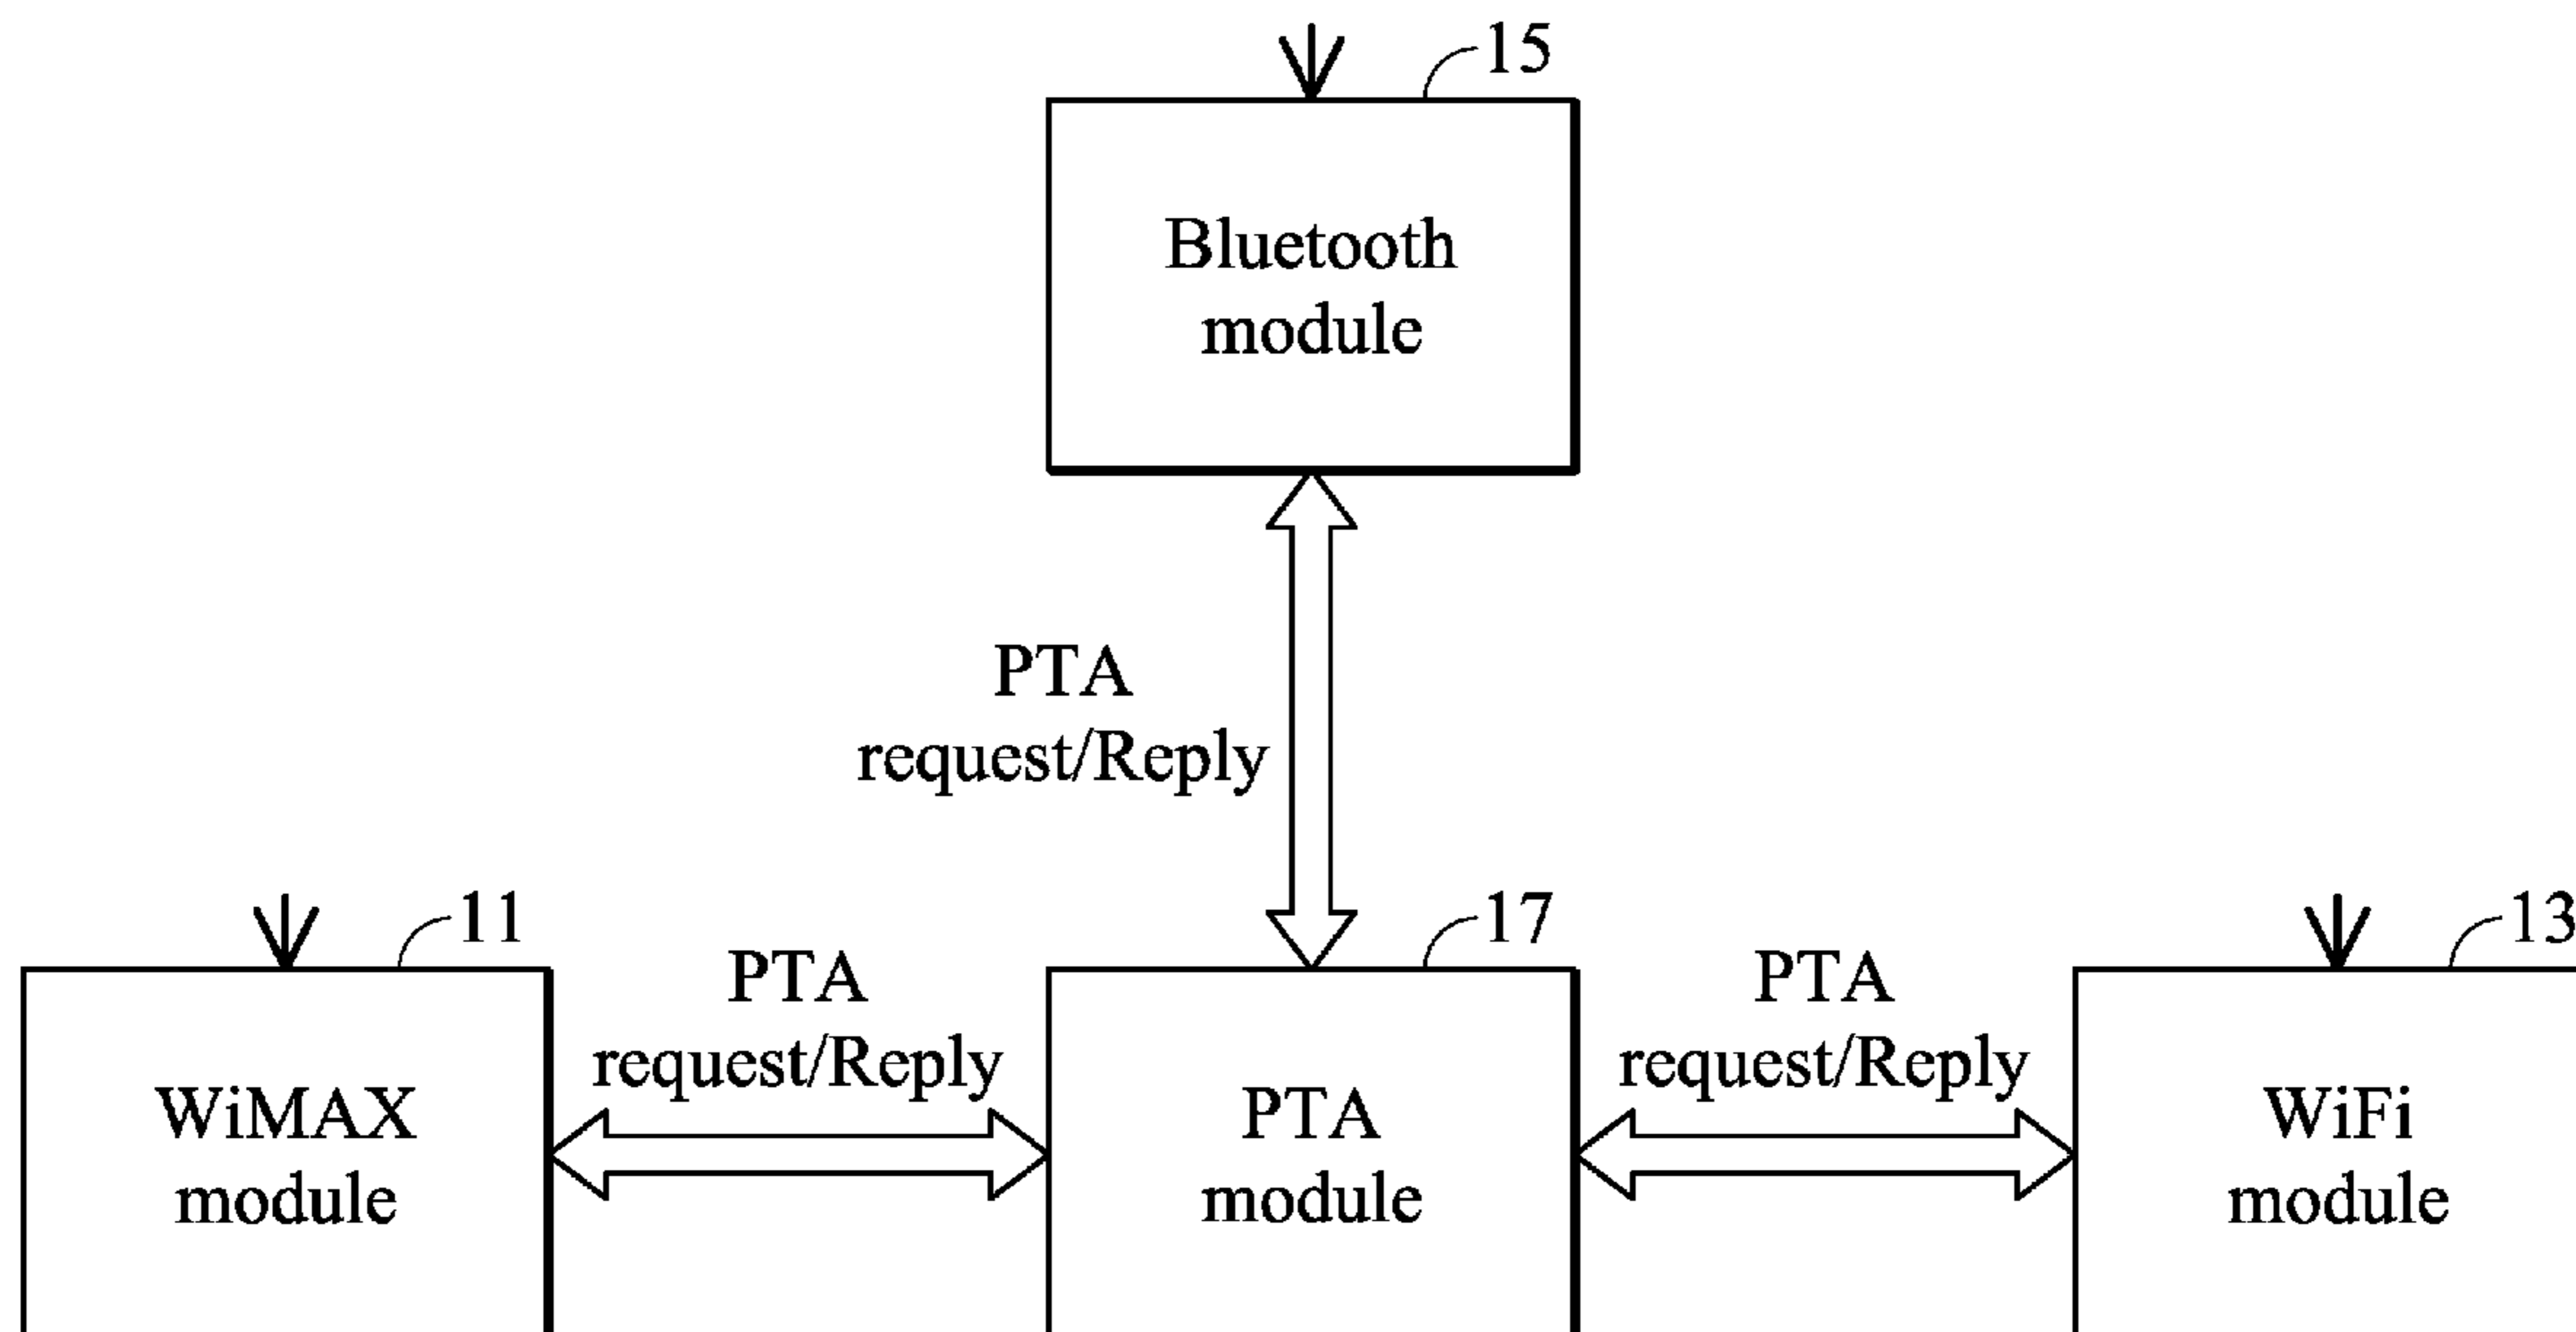 15
Bluetooth
module
PTA
request/Reply
11
17
13
PTA
request/Reply
PTA
request/Reply
WiMAX
module
PTA
module
WiFi
module